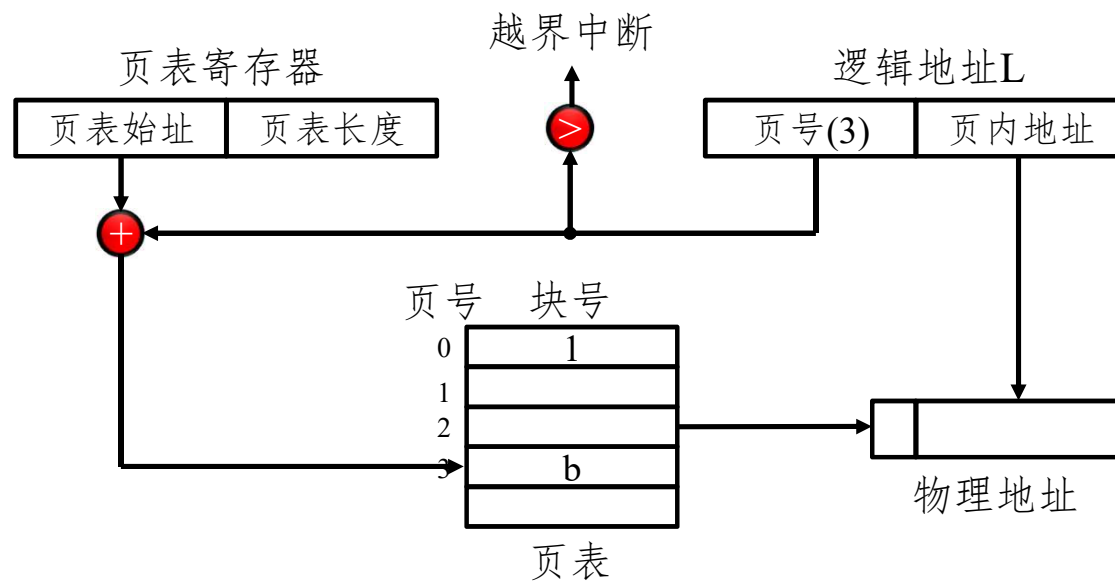 越界中断
页表寄存器
逻辑地址L
页表始址 页表长度
>
页号(3) 页内地址
+
页号 块号
0 1
1
2
3 b
物理地址
页表